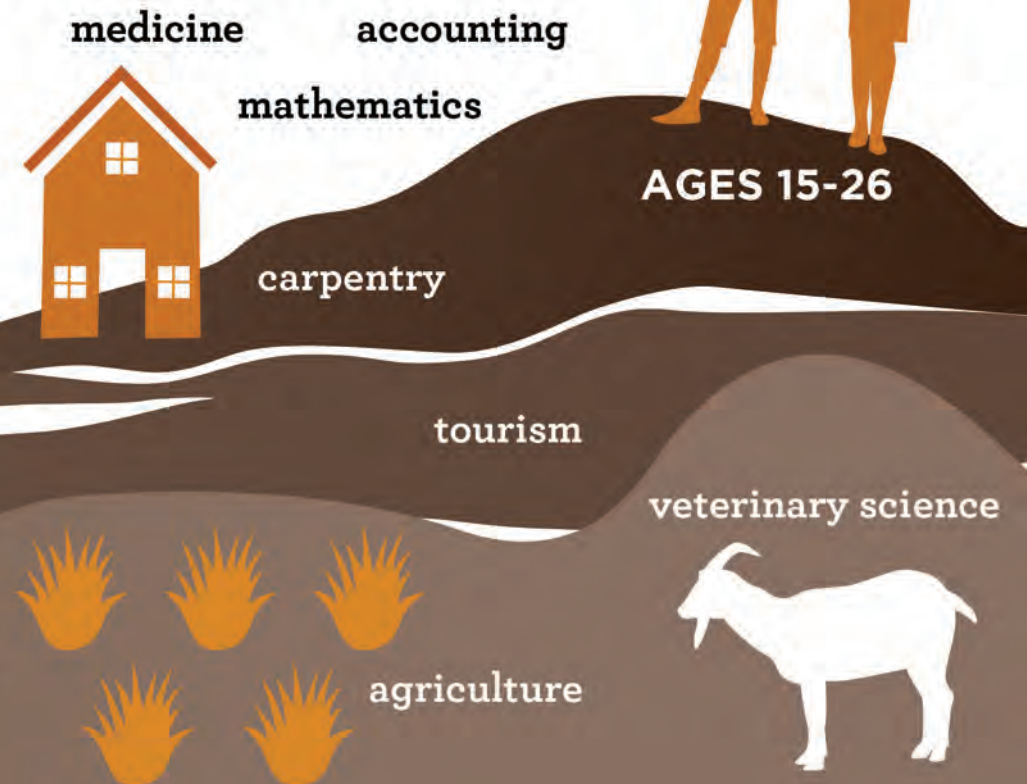 medicine accounting
mathematics
AGES 15-26
carpentry
tourism
veterinary science
agriculture